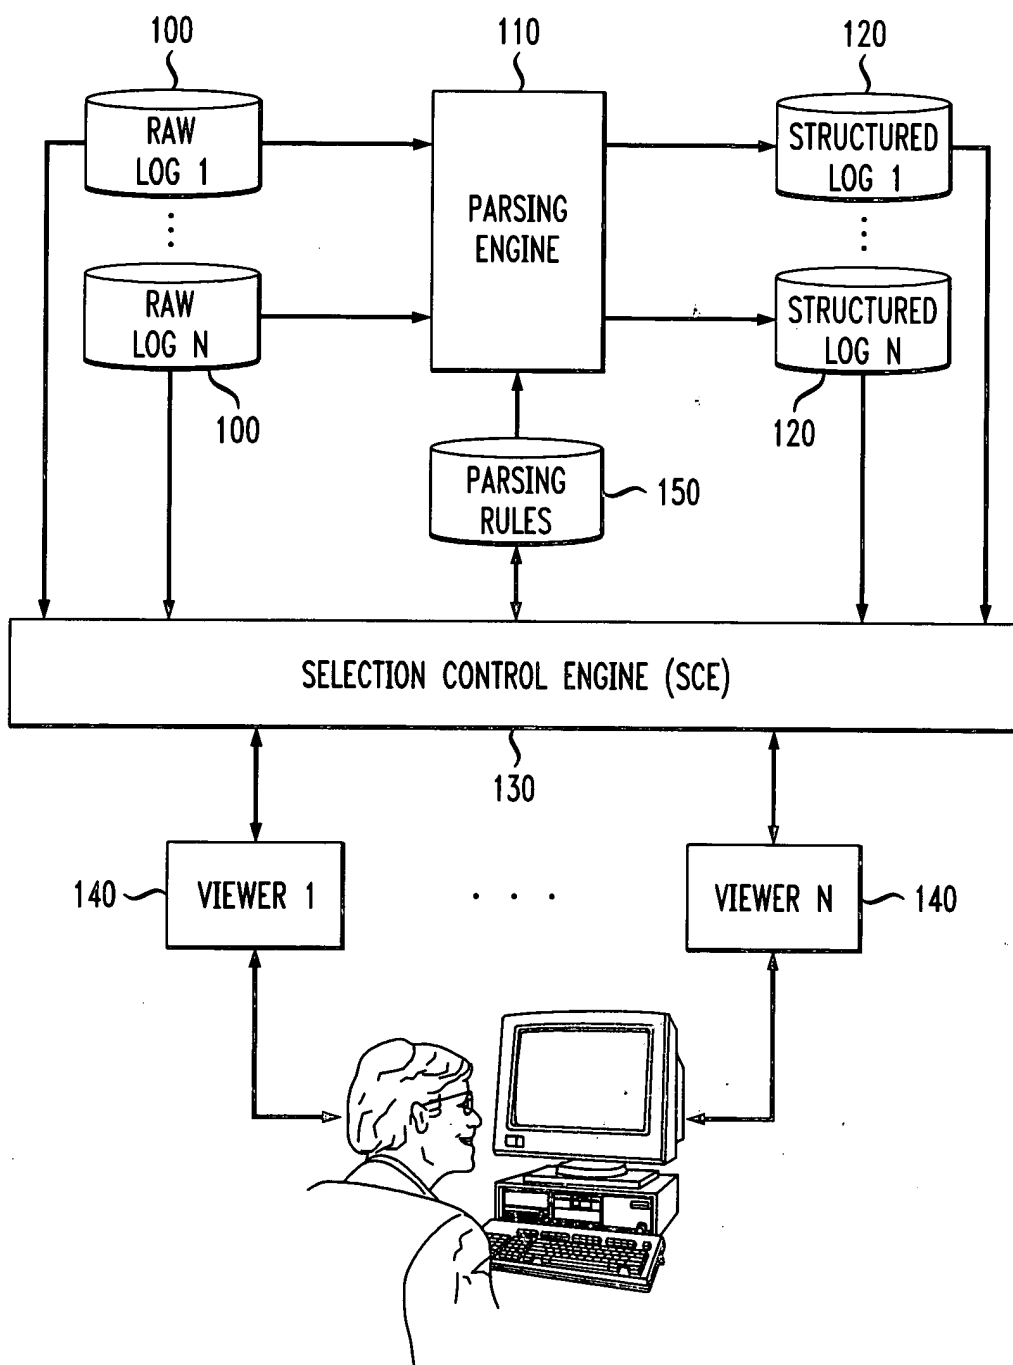 100
110
120
RAW
LOG 1
PARSING
ENGINE
STRUCTURED
LOG 1
RAW
LOG N
STRUCTURED
LOG N
100
120
PARSING
RULES
150
SELECTION CONTROL ENGINE (SCE)
130
140
VIEWER 1
. . .
VIEWER N
140